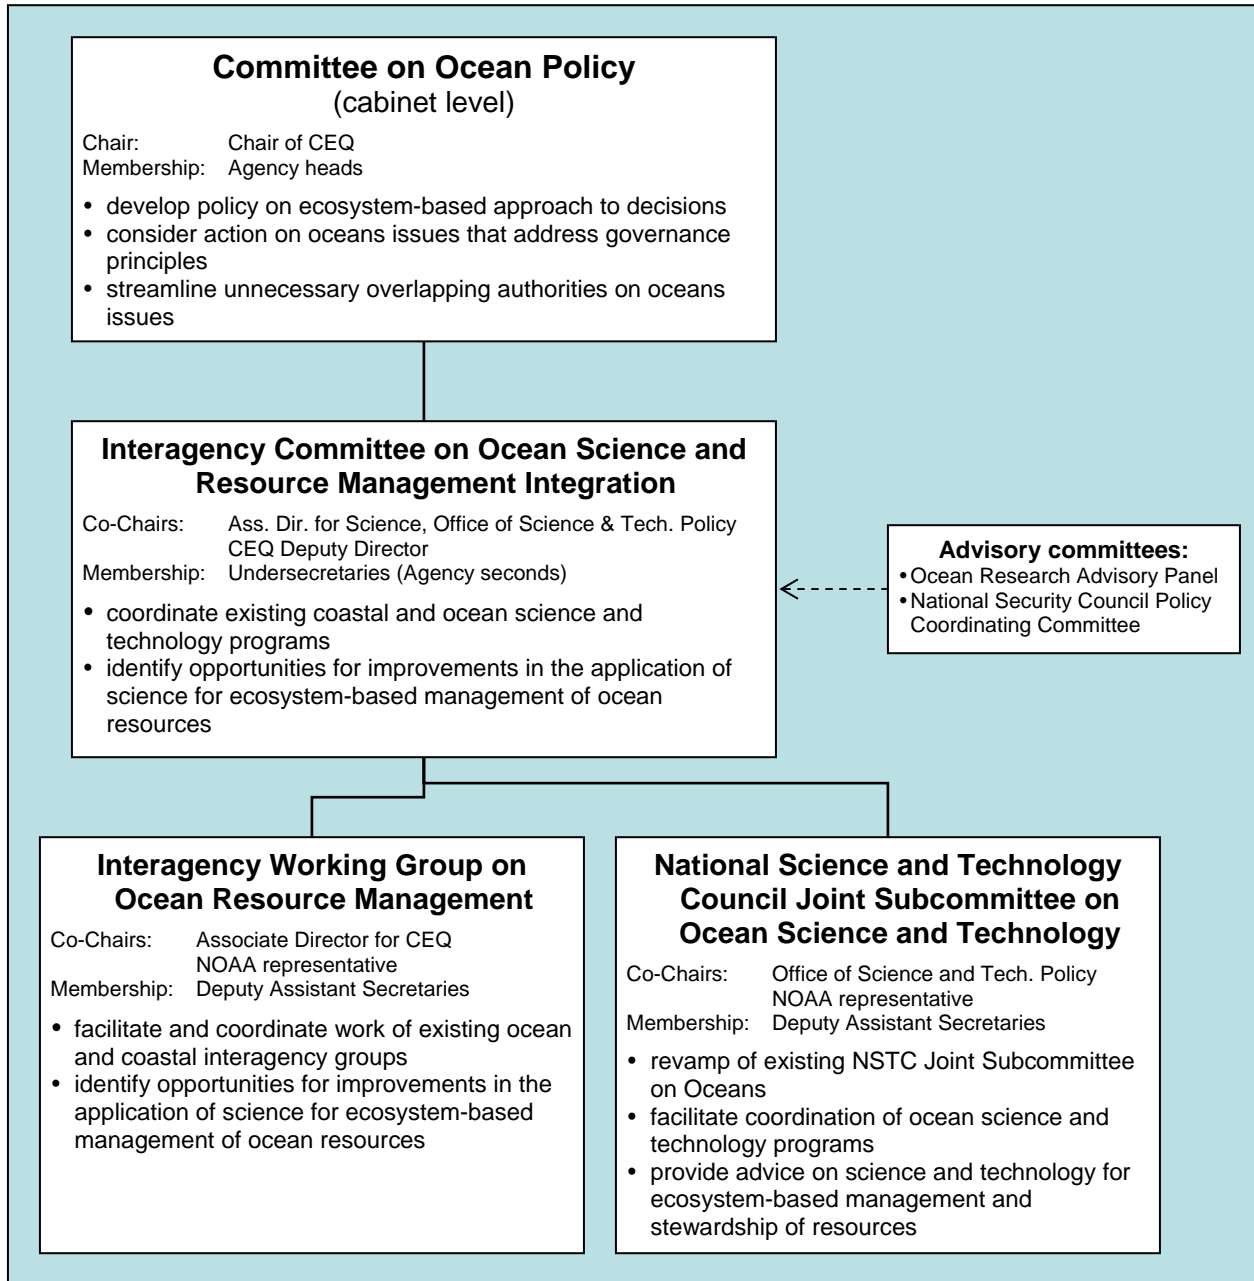 Committee on Ocean Policy
(cabinet level)
Chair: Chair of CEQ
Membership: Agency heads
• develop policy on ecosystem-based approach to decisions
• consider action on oceans issues that address governance
principles
• streamline unnecessary overlapping authorities on oceans
issues
Interagency Committee on Ocean Science and
Resource Management Integration
Co-Chairs: Ass. Dir. for Science, Office of Science & Tech. Policy
CEQ Deputy Director
Membership: Undersecretaries (Agency seconds)
• coordinate existing coastal and ocean science and
technology programs
• identify opportunities for improvements in the application of
science for ecosystem-based management of ocean
resources
Advisory committees:
• Ocean Research Advisory Panel
• National Security Council Policy
Coordinating Committee
Interagency Working Group on
Ocean Resource Management
Co-Chairs: Associate Director for CEQ
NOAA representative
Membership: Deputy Assistant Secretaries
• facilitate and coordinate work of existing ocean
and coastal interagency groups
• identify opportunities for improvements in the
application of science for ecosystem-based
management of ocean resources
National Science and Technology
Council Joint Subcommittee on
Ocean Science and Technology
Co-Chairs: Office of Science and Tech. Policy
NOAA representative
Membership: Deputy Assistant Secretaries
• revamp of existing NSTC Joint Subcommittee
on Oceans
• facilitate coordination of ocean science and
technology programs
• provide advice on science and technology for
ecosystem-based management and
stewardship of resources